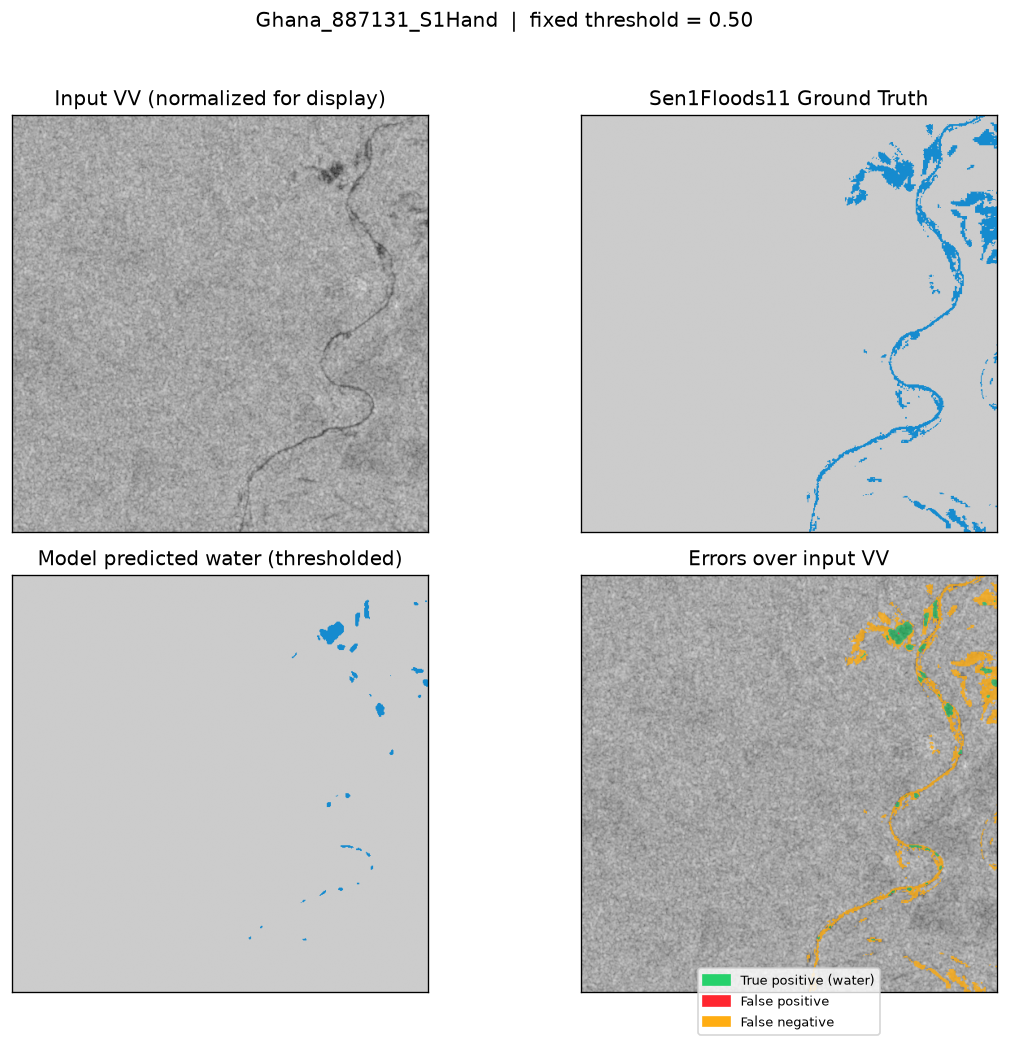 Ghana_887131_S1Hand | fixed threshold = 0.50
Input VV (normalized for display)
Sen1Floods11 Ground Truth
Model predicted water (thresholded)
Errors over input VV
True positive (water)
False positive
False negative